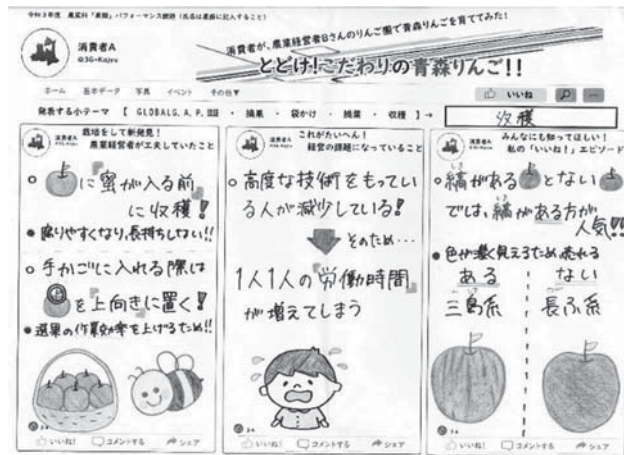 令和3年度 農業科「果樹」パフォーマンス課題(氏名は裏面に記入すること)
消費者A
@3G-Kajyu
消費者が、農業経営者Bさんのりんご園で青森りんごを育ててみた!
とどけ!こだわりの青森りんご!!
ホーム 基本データ 写真 イベント その他▼
いいね
発表する小テーマ 【 GLOBALG.A.P.認証 ・ 摘果 ・ 袋かけ ・ 摘葉 ・ 収穫 】→
収穫
消費者A
栽培をして新発見!
農業経営者が工夫していたこと
に『蜜が入る前』
に収穫!
腐りやすくなり、長持ちしない!!
手かごに入れる際は
を上向きに置く!
選果の作業効率を上げるため!!
いいね! コメントする シェア
消費者A
これがたいへん!
経営の課題になっていること
高度な技術をもってい
る人が減少している!
そのため…
1人1人の『労働時間』
が増えてしまう
いいね! コメントする シェア
消費者A
みんなにも知ってほしい!
私の「いいね!」エピソード
しま
縞がある とない
では、縞がある方が
人気!!
色が濃く見えるため、売れる
ある ない
三島系 長ふ系
いいね! コメントする シェア